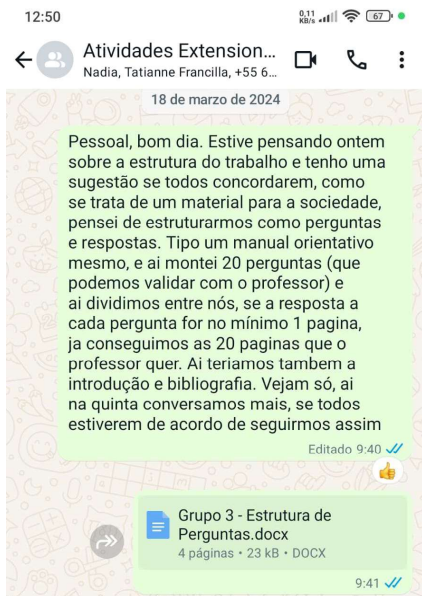 12:50
0,11
KB/s
67
Atividades Extension...
Nadia, Tatianne Francilla, +55 6...
18 de marzo de 2024
Pessoal, bom dia. Estive pensando ontem
sobre a estrutura do trabalho e tenho uma
sugestão se todos concordarem, como
se trata de um material para a sociedade,
pensei de estruturarmos como perguntas
e respostas. Tipo um manual orientativo
mesmo, e ai montei 20 perguntas (que
podemos validar com o professor) e
ai dividimos entre nós, se a resposta a
cada pergunta for no mínimo 1 pagina,
ja conseguimos as 20 paginas que o
professor quer. Ai teriamos tambem a
introdução e bibliografia. Vejam só, ai
na quinta conversamos mais, se todos
estiverem de acordo de seguirmos assim
Editado 9:40
Grupo 3 - Estrutura de
Perguntas.docx
4 páginas • 23 kB • DOCX
9:41